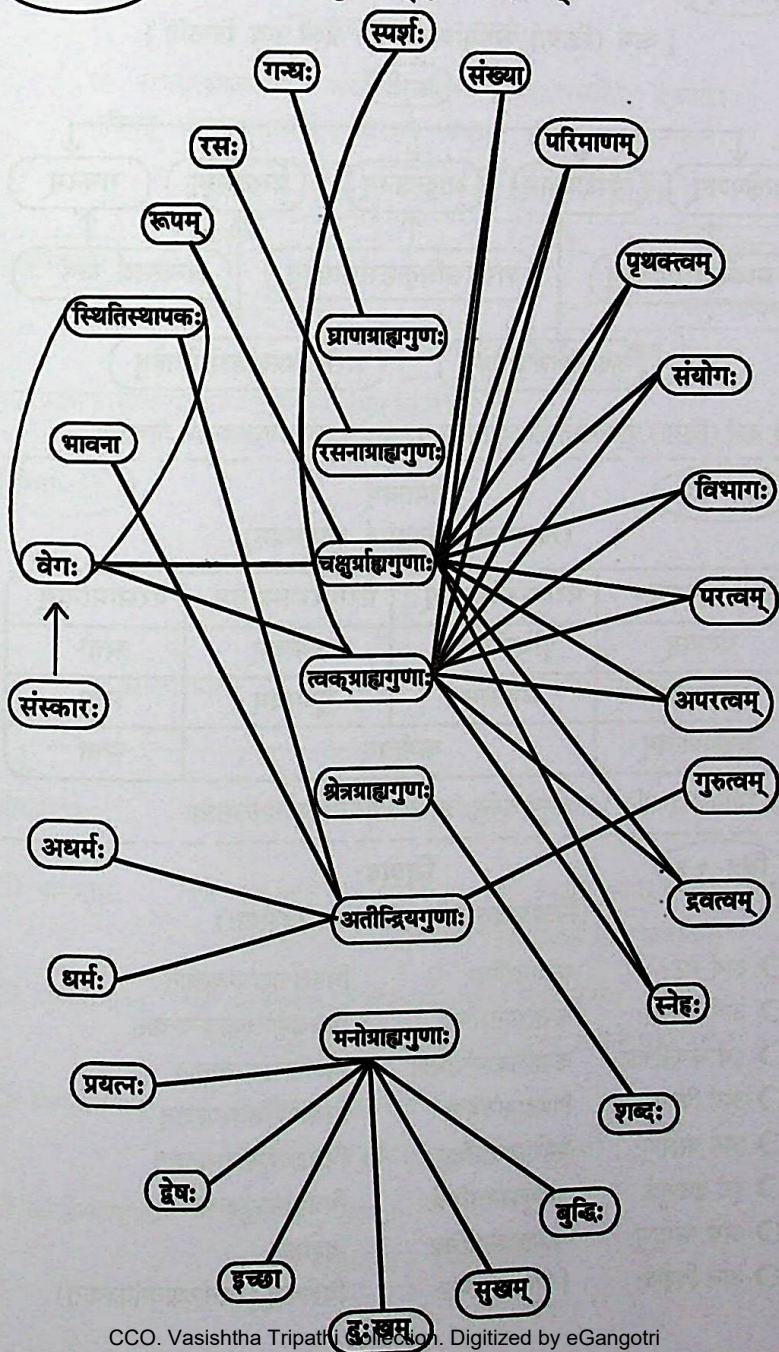 स्पर्शः
गन्धः
संख्या
रसः
परिमाणम्
रूपम्
पृथक्त्वम्
स्थितिस्थापकः
घ्राणग्राह्यगुणः
संयोगः
भावना
रसनाग्राह्यगुणः
विभागः
वेगः
चक्षुर्ग्राह्यगुणाः
परत्वम्
त्वक्ग्राह्यगुणाः
संस्कारः
अपरत्वम्
श्रेत्रग्राह्यगुणः
गुरुत्वम्
अधर्मः
अतीन्द्रियगुणाः
द्रवत्वम्
धर्मः
स्नेहः
मनोग्राह्यगुणाः
प्रयत्नः
शब्दः
द्वेषः
बुद्धिः
इच्छा
सुखम्
दुःखम्
CCO. Vasishtha Tripathi Collection. Digitized by eGangotri